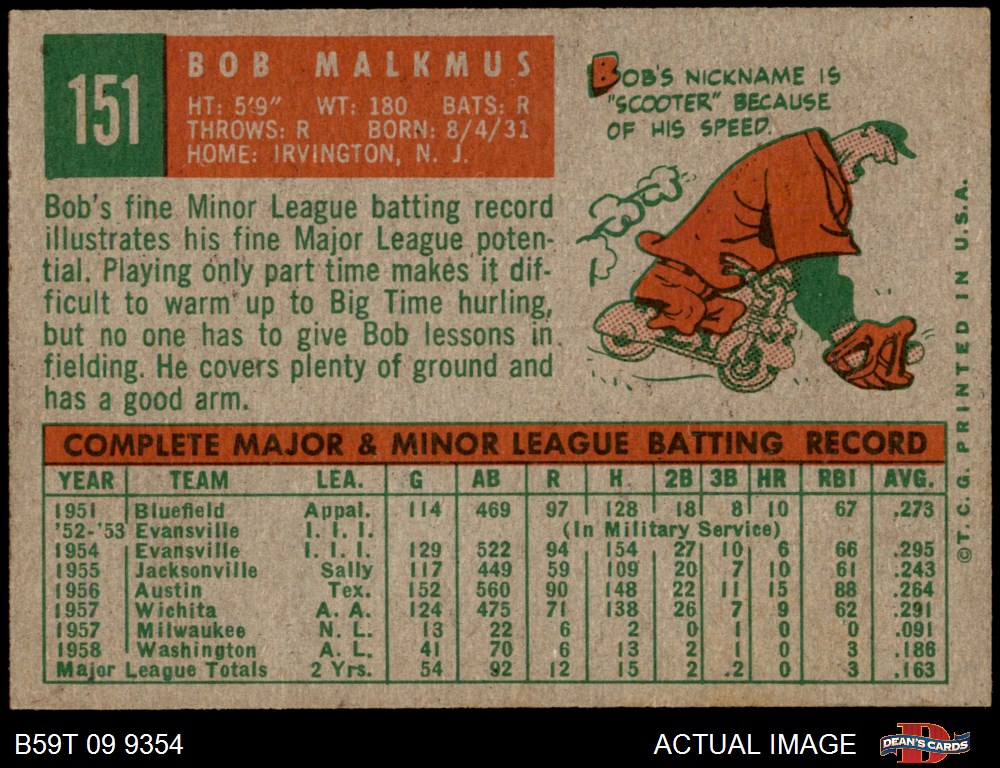 151
BOB MALKMUS
HT: 5'9" WT: 180 BATS: R
THROWS: R BORN: 8/4/31
HOME: IRVINGTON, N. J.
BOB'S NICKNAME IS
"SCOOTER" BECAUSE
OF HIS SPEED.
Bob's fine Minor League batting record
illustrates his fine Major League poten-
tial. Playing only part time makes it dif-
ficult to warm up to Big Time hurling,
but no one has to give Bob lessons in
fielding. He covers plenty of ground and
has a good arm.
COMPLETE MAJOR & MINOR LEAGUE BATTING RECORD
YEAR TEAM LEA. G AB R H 2B 3B HR RBI AVG.
1951 Bluefield Appal. 114 469 97 128 18 8 10 67 .273
'52-'53 Evansville I. I. I. (In Military Service)
1954 Evansville I. I. I. 129 522 94 154 27 10 6 66 .295
1955 Jacksonville Sally 117 449 59 109 20 7 10 61 .243
1956 Austin Tex. 152 560 90 148 22 11 15 88 .264
1957 Wichita A. A. 124 475 71 138 26 7 9 62 .291
1957 Milwaukee N. L. 13 22 6 2 0 1 0 0 .091
1958 Washington A. L. 41 70 6 13 2 1 0 3 .186
Major League Totals 2 Yrs. 54 92 12 15 2 .2 0 3 .163
©T.C.G. PRINTED IN U.S.A.
B59T 09 9354
ACTUAL IMAGE
D
DEAN'S CARDS